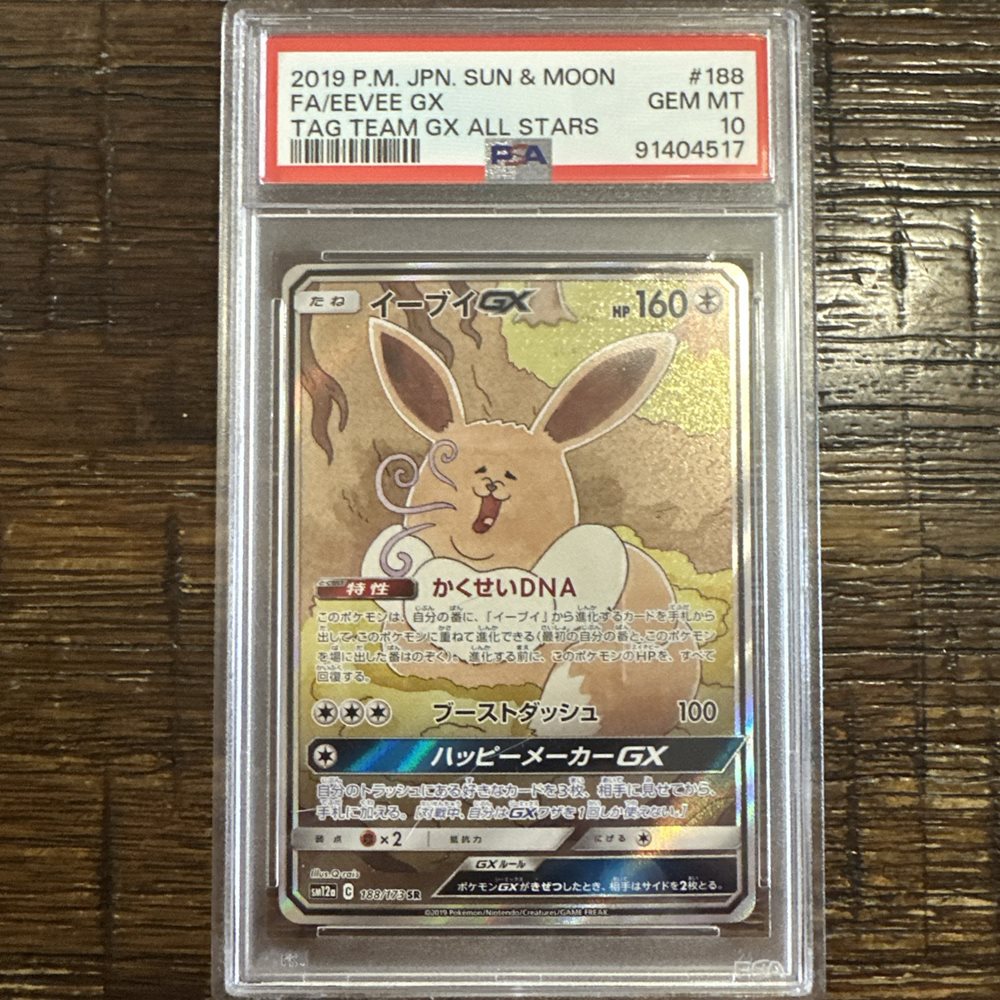 2019 P.M. JPN. SUN & MOON #188
FA/EEVEE GX GEM MT
TAG TEAM GX ALL STARS 10
PSA 91404517
たね イーブイGX HP 160
特性 かくせいDNA
このポケモンは、自分の番に、「イーブイ」から進化するカードを手札から
出して、このポケモンに重ねて進化できる(最初の自分の番と、このポケモン
を場に出した番はのぞく)。進化する前に、このポケモンのHPを、すべて
回復する。
ブーストダッシュ 100
ハッピーメーカーGX
自分のトラッシュにある好きなカードを3枚、相手に見せてから、
手札に加える。[対戦中、自分はGXワザを1回しか使えない。]
弱点 ×2 抵抗力 にげる
GXルール
ポケモンGXがきぜつしたとき、相手はサイドを2枚とる。
Illus.Q-rais
SM12a C 188/173 SR
©2019 Pokémon/Nintendo/Creatures/GAME FREAK.